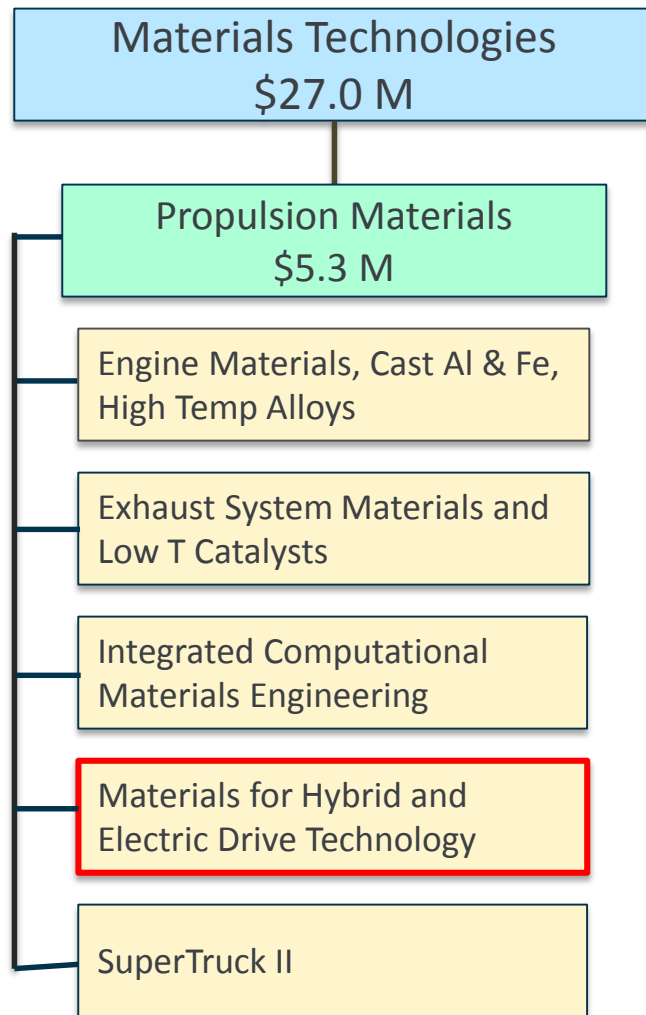 Materials Technologies
$27.0 M
Propulsion Materials
$5.3 M
Engine Materials, Cast Al & Fe,
High Temp Alloys
Exhaust System Materials and
Low T Catalysts
Integrated Computational
Materials Engineering
Materials for Hybrid and
Electric Drive Technology
SuperTruck II